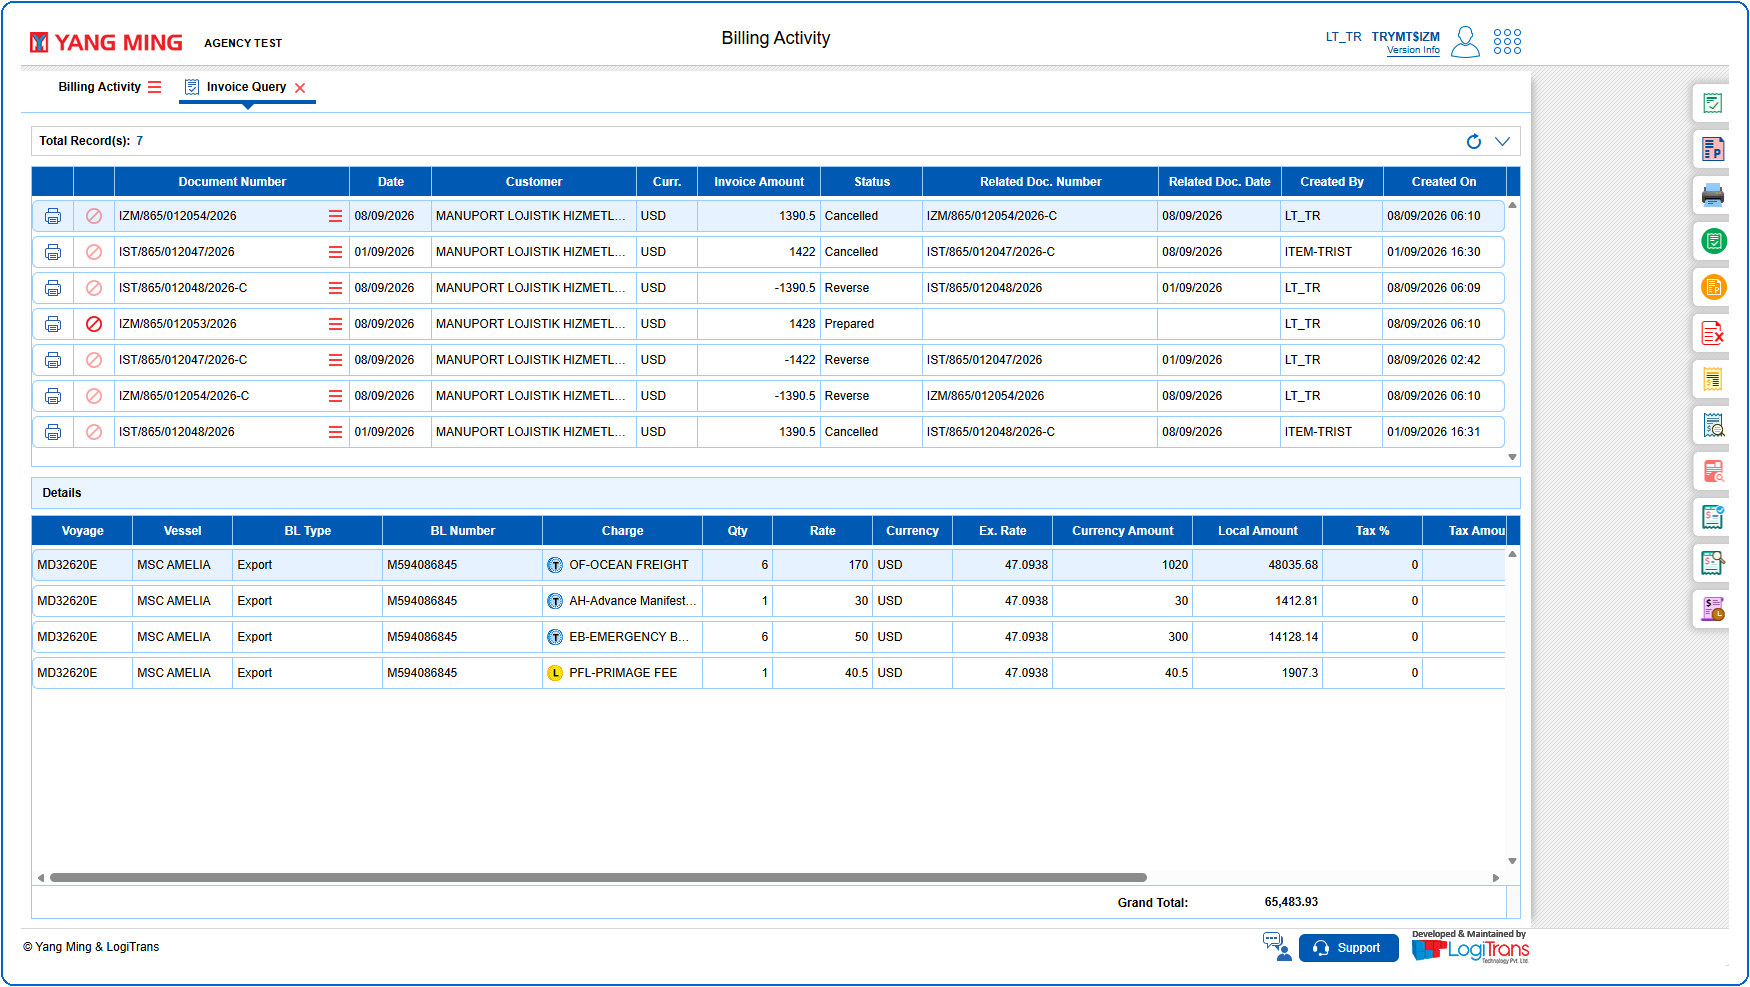 YANG MING AGENCY TEST
Billing Activity
LT_TR TRYMT$IZM
Version Info
Billing Activity
Invoice Query
Total Record(s): 7
Document Number Date Customer Curr. Invoice Amount Status Related Doc. Number Related Doc. Date Created By Created On
IZM/865/012054/2026 08/09/2026 MANUPORT LOJISTIK HIZMETL... USD 1390.5 Cancelled IZM/865/012054/2026-C 08/09/2026 LT_TR 08/09/2026 06:10
IST/865/012047/2026 01/09/2026 MANUPORT LOJISTIK HIZMETL... USD 1422 Cancelled IST/865/012047/2026-C 08/09/2026 ITEM-TRIST 01/09/2026 16:30
IST/865/012048/2026-C 08/09/2026 MANUPORT LOJISTIK HIZMETL... USD -1390.5 Reverse IST/865/012048/2026 01/09/2026 LT_TR 08/09/2026 06:09
IZM/865/012053/2026 08/09/2026 MANUPORT LOJISTIK HIZMETL... USD 1428 Prepared LT_TR 08/09/2026 06:10
IST/865/012047/2026-C 08/09/2026 MANUPORT LOJISTIK HIZMETL... USD -1422 Reverse IST/865/012047/2026 01/09/2026 LT_TR 08/09/2026 02:42
IZM/865/012054/2026-C 08/09/2026 MANUPORT LOJISTIK HIZMETL... USD -1390.5 Reverse IZM/865/012054/2026 08/09/2026 LT_TR 08/09/2026 06:10
IST/865/012048/2026 01/09/2026 MANUPORT LOJISTIK HIZMETL... USD 1390.5 Cancelled IST/865/012048/2026-C 08/09/2026 ITEM-TRIST 01/09/2026 16:31
Details
Voyage Vessel BL Type BL Number Charge Qty Rate Currency Ex. Rate Currency Amount Local Amount Tax % Tax Amou
MD32620E MSC AMELIA Export M594086845 T OF-OCEAN FREIGHT 6 170 USD 47.0938 1020 48035.68 0
MD32620E MSC AMELIA Export M594086845 T AH-Advance Manifest... 1 30 USD 47.0938 30 1412.81 0
MD32620E MSC AMELIA Export M594086845 T EB-EMERGENCY B... 6 50 USD 47.0938 300 14128.14 0
MD32620E MSC AMELIA Export M594086845 L PFL-PRIMAGE FEE 1 40.5 USD 47.0938 40.5 1907.3 0
Grand Total: 65,483.93
© Yang Ming & LogiTrans
Support
Developed & Maintained by
LogiTrans
Technology Pvt. Ltd.